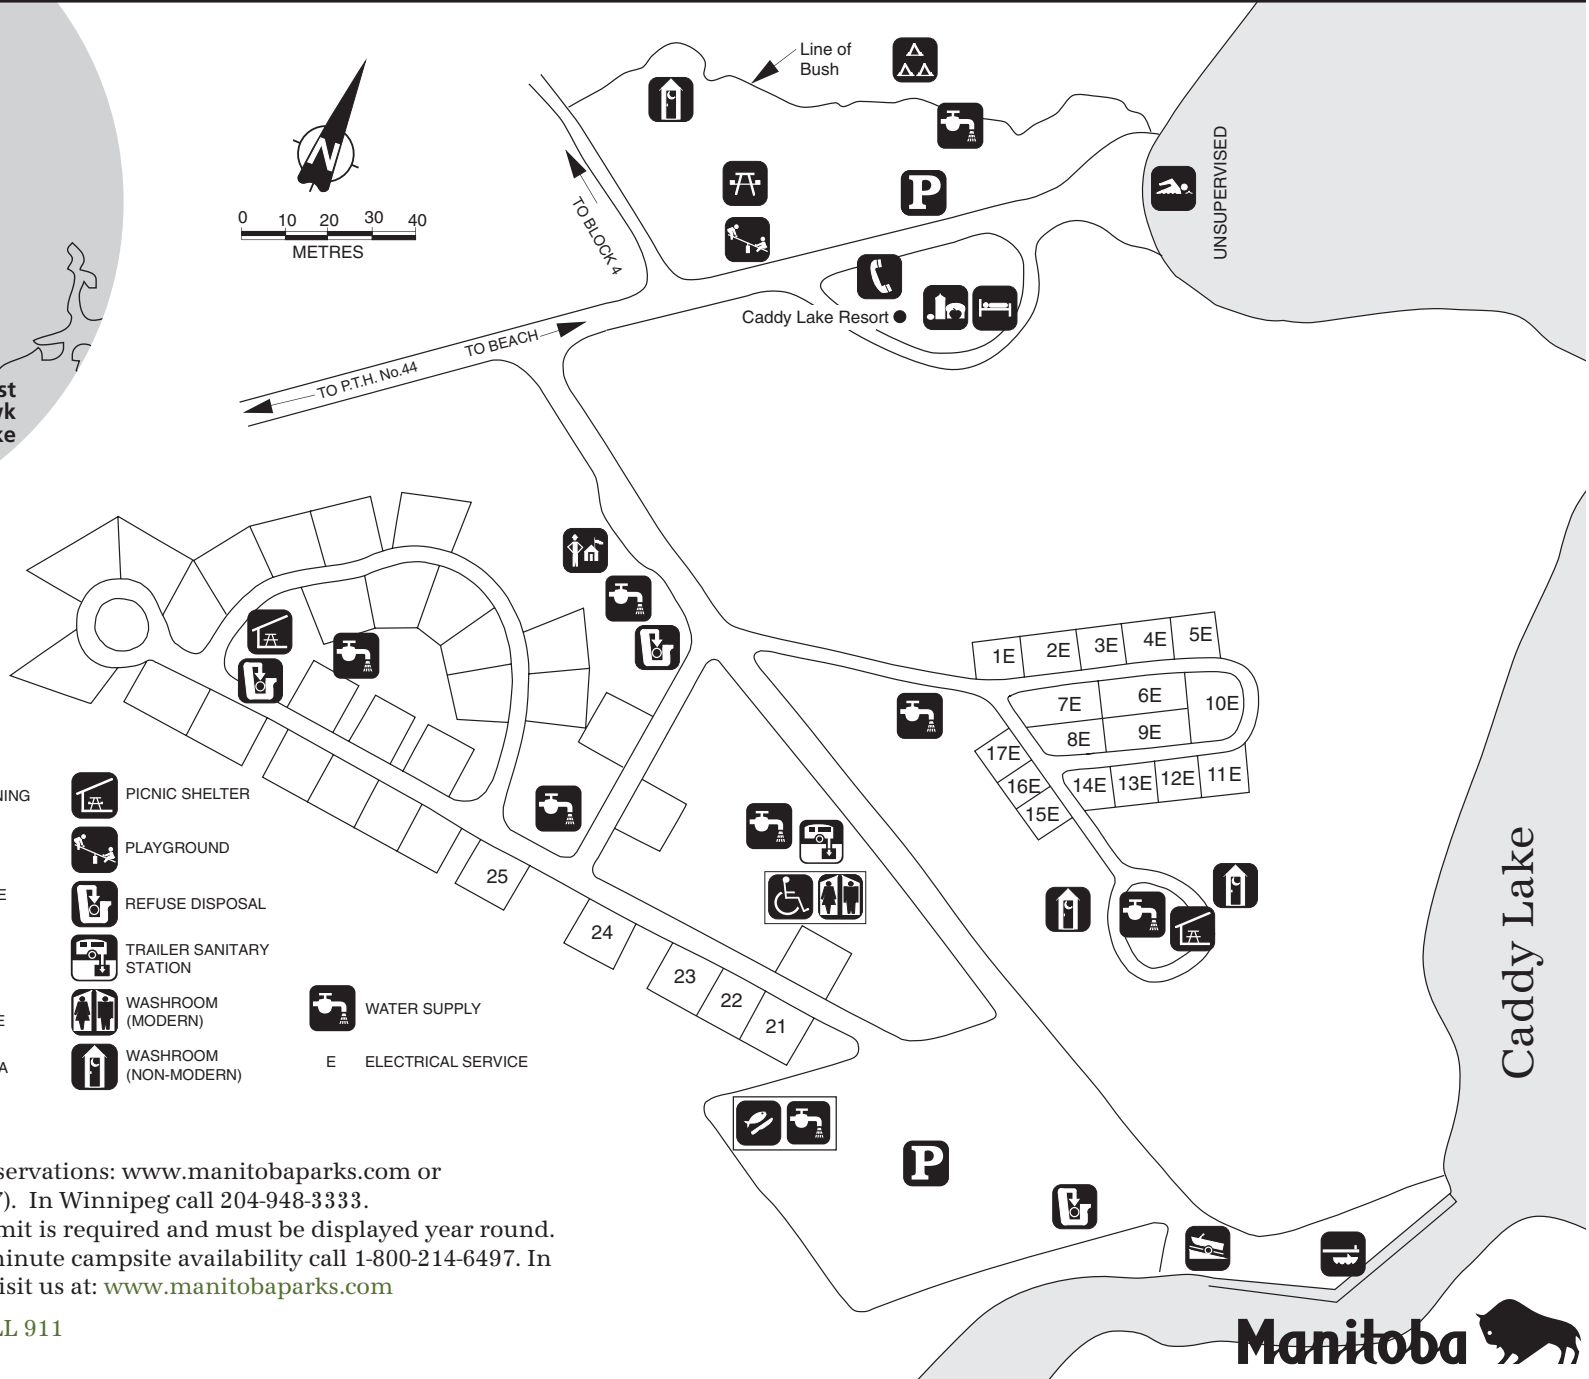 Line of
Bush
UNSUPERVISED
P
N
0 10 20 30 40
METRES
TO BLOCK 4
Caddy Lake Resort
TO BEACH
TO P.T.H. No.44
st
wk
ke
1E 2E 3E 4E 5E
7E 6E 10E
8E 9E
17E
16E
15E
14E 13E 12E 11E
25
24
23
22
21
Caddy Lake
NING
E
E
A
PICNIC SHELTER
PLAYGROUND
REFUSE DISPOSAL
TRAILER SANITARY
STATION
WASHROOM
(MODERN)
WASHROOM
(NON-MODERN)
WATER SUPPLY
E ELECTRICAL SERVICE
P
servations: www.manitobaparks.com or
7). In Winnipeg call 204-948-3333.
mit is required and must be displayed year round.
minute campsite availability call 1-800-214-6497. In
isit us at: www.manitobaparks.com
LL 911
Manitoba